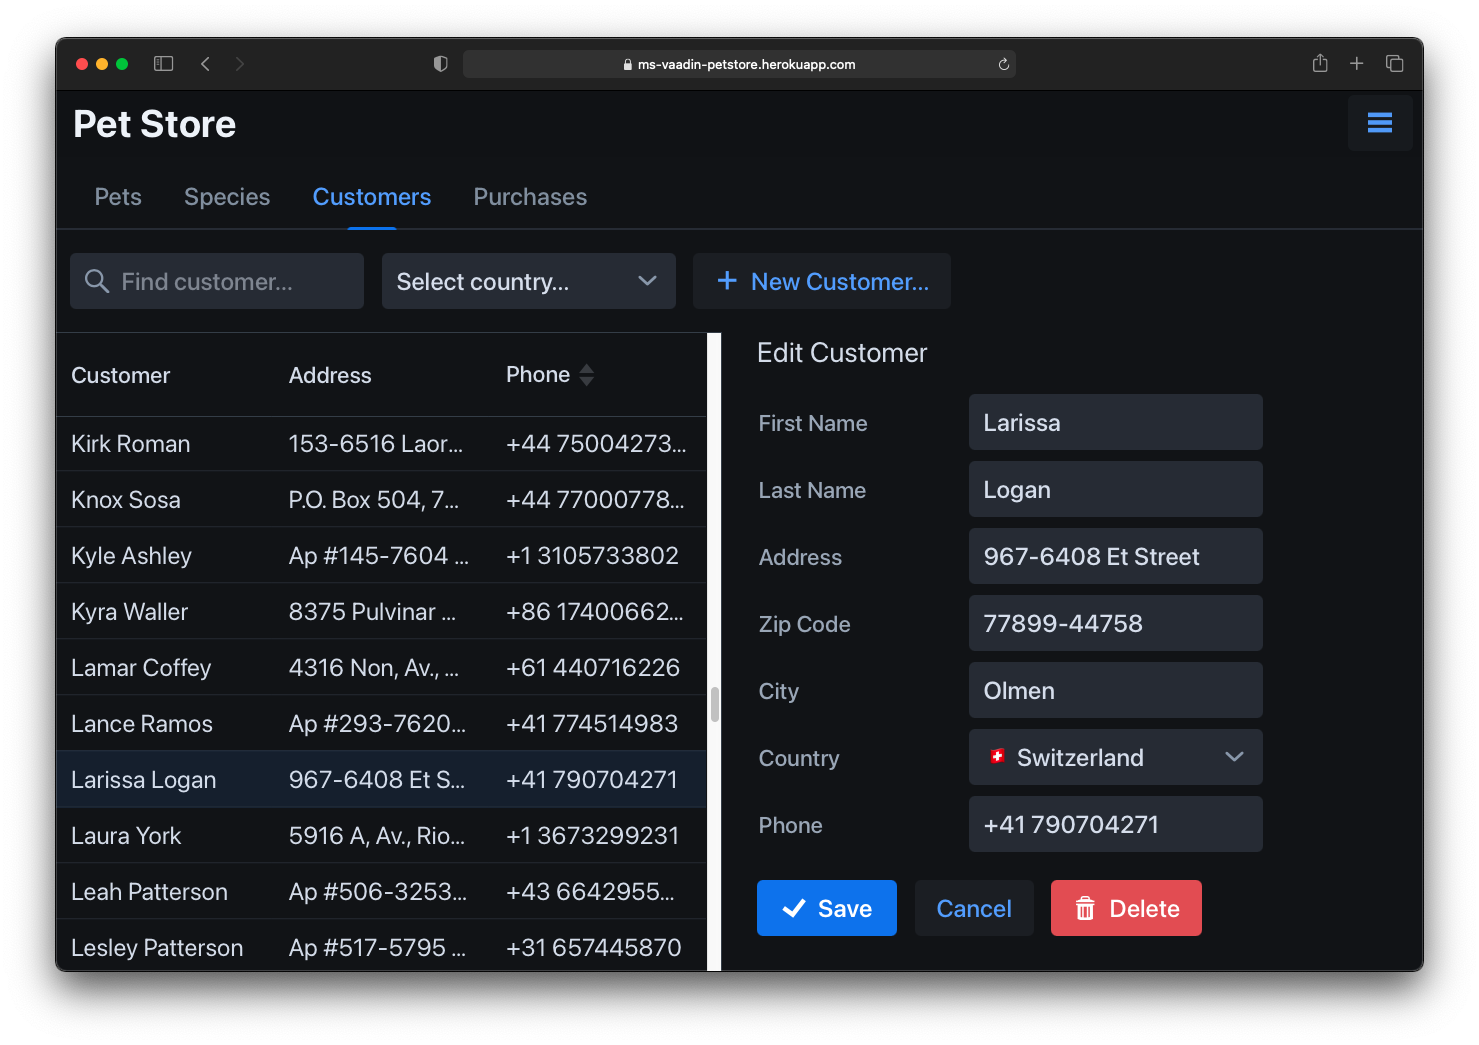 ms-vaadin-petstore.herokuapp.com
Pet Store
Pets Species Customers Purchases
Find customer... Select country... New Customer...
Customer Address Phone
Kirk Roman 153-6516 Laor... +44 75004273...
Knox Sosa P.O. Box 504, 7... +44 77000778...
Kyle Ashley Ap #145-7604 ... +1 3105733802
Kyra Waller 8375 Pulvinar ... +86 17400662...
Lamar Coffey 4316 Non, Av., ... +61 440716226
Lance Ramos Ap #293-7620... +41 774514983
Larissa Logan 967-6408 Et S... +41 790704271
Laura York 5916 A, Av., Rio... +1 3673299231
Leah Patterson Ap #506-3253... +43 6642955...
Lesley Patterson Ap #517-5795 ... +31 657445870
Edit Customer
First Name Larissa
Last Name Logan
Address 967-6408 Et Street
Zip Code 77899-44758
City Olmen
Country Switzerland
Phone +41 790704271
Save Cancel Delete